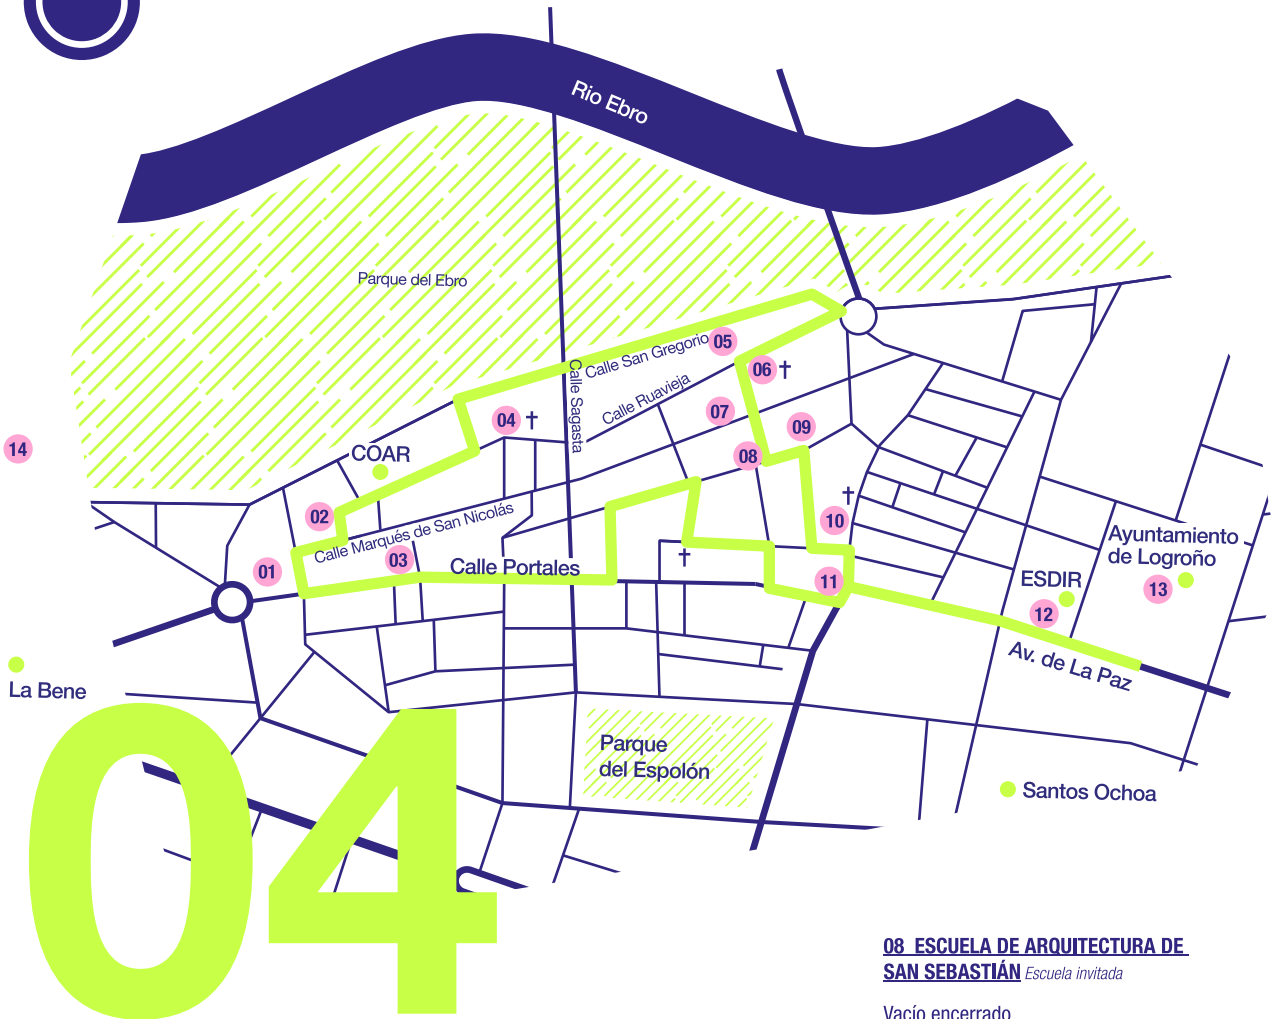 Rio Ebro
Parque del Ebro
Calle San Gregorio
05
Calle Sagasta
06
Calle Ruavieja
07
04
09
14
COAR
08
02
Calle Marqués de San Nicolás
10
Ayuntamiento
de Logroño
03
Calle Portales
01
11
ESDIR
13
12
Av. de La Paz
La Bene
Parque
del Espolón
Santos Ochoa
04
08 ESCUELA DE ARQUITECTURA DE
SAN SEBASTIÁN Escuela invitada
Vacío encerrado